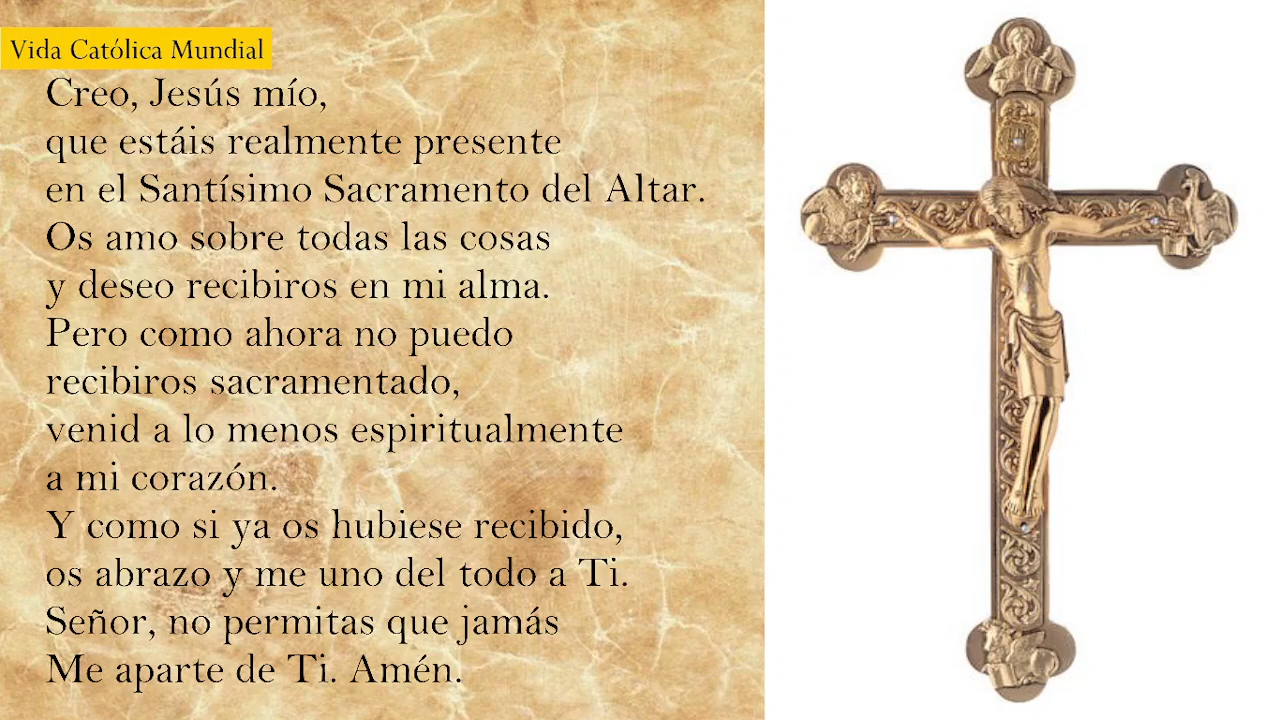 Vida Católica Mundial
Creo, Jesús mío,
que estáis realmente presente
en el Santísimo Sacramento del Altar.
Os amo sobre todas las cosas
y deseo recibiros en mi alma.
Pero como ahora no puedo
recibiros sacramentado,
venid a lo menos espiritualmente
a mi corazón.
Y como si ya os hubiese recibido,
os abrazo y me uno del todo a Ti.
Señor, no permitas que jamás
Me aparte de Ti. Amén.